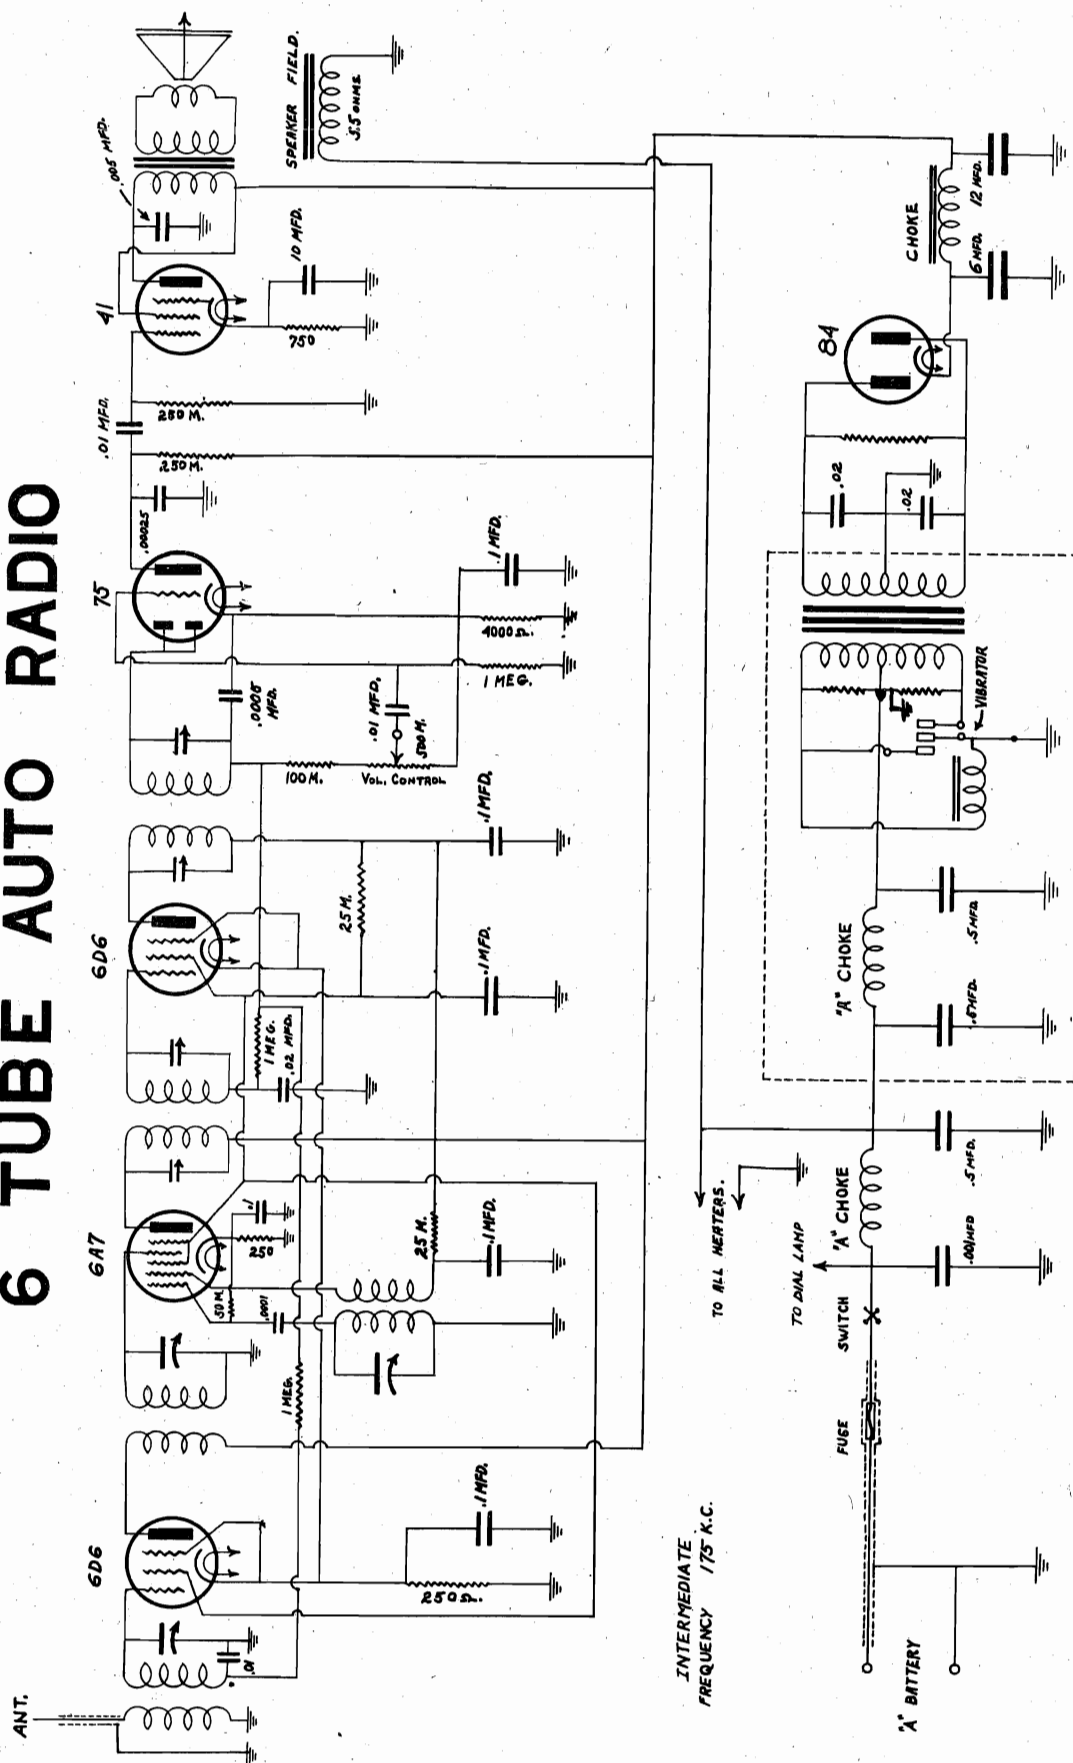 6 TUBE AUTO RADIO
ANT.
6D6
6A7
6D6
75
41
.005 MFD.
SPEAKER FIELD.
5.5 OHMS
.01
250Ω.
.1 MFD.
1 MEG.
50 M.
.0001
250
.1
25 M.
.1 MFD.
1 MEG.
.02 MFD.
25 M.
.1 MFD.
.1 MFD.
.0005
MFD.
100 M.
VOL. CONTROL
500 M.
.01 MFD.
1 MEG.
4000Ω.
.1 MFD.
.00025
250 M.
.01 MFD.
250 M.
750
10 MFD.
INTERMEDIATE
FREQUENCY 175 K.C.
TO ALL HEATERS.
TO DIAL LAMP
"A" BATTERY
FUSE
SWITCH
"A" CHOKE
.001 MFD
.5 MFD.
"A" CHOKE
.5 MFD.
.5 MFD.
VIBRATOR
.02
.02
84
CHOKE
6 MFD.
12 MFD.